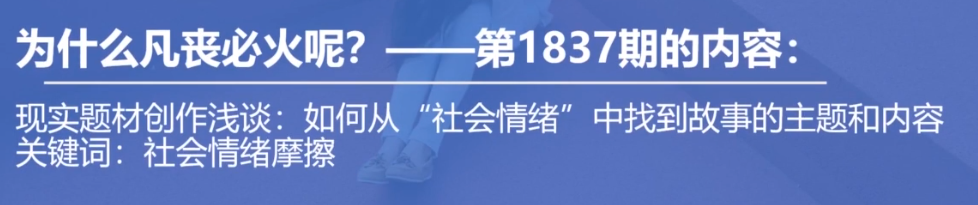 为什么凡丧必火呢？——第1837期的内容：
现实题材创作浅谈：如何从“社会情绪”中找到故事的主题和内容
关键词：社会情绪摩擦